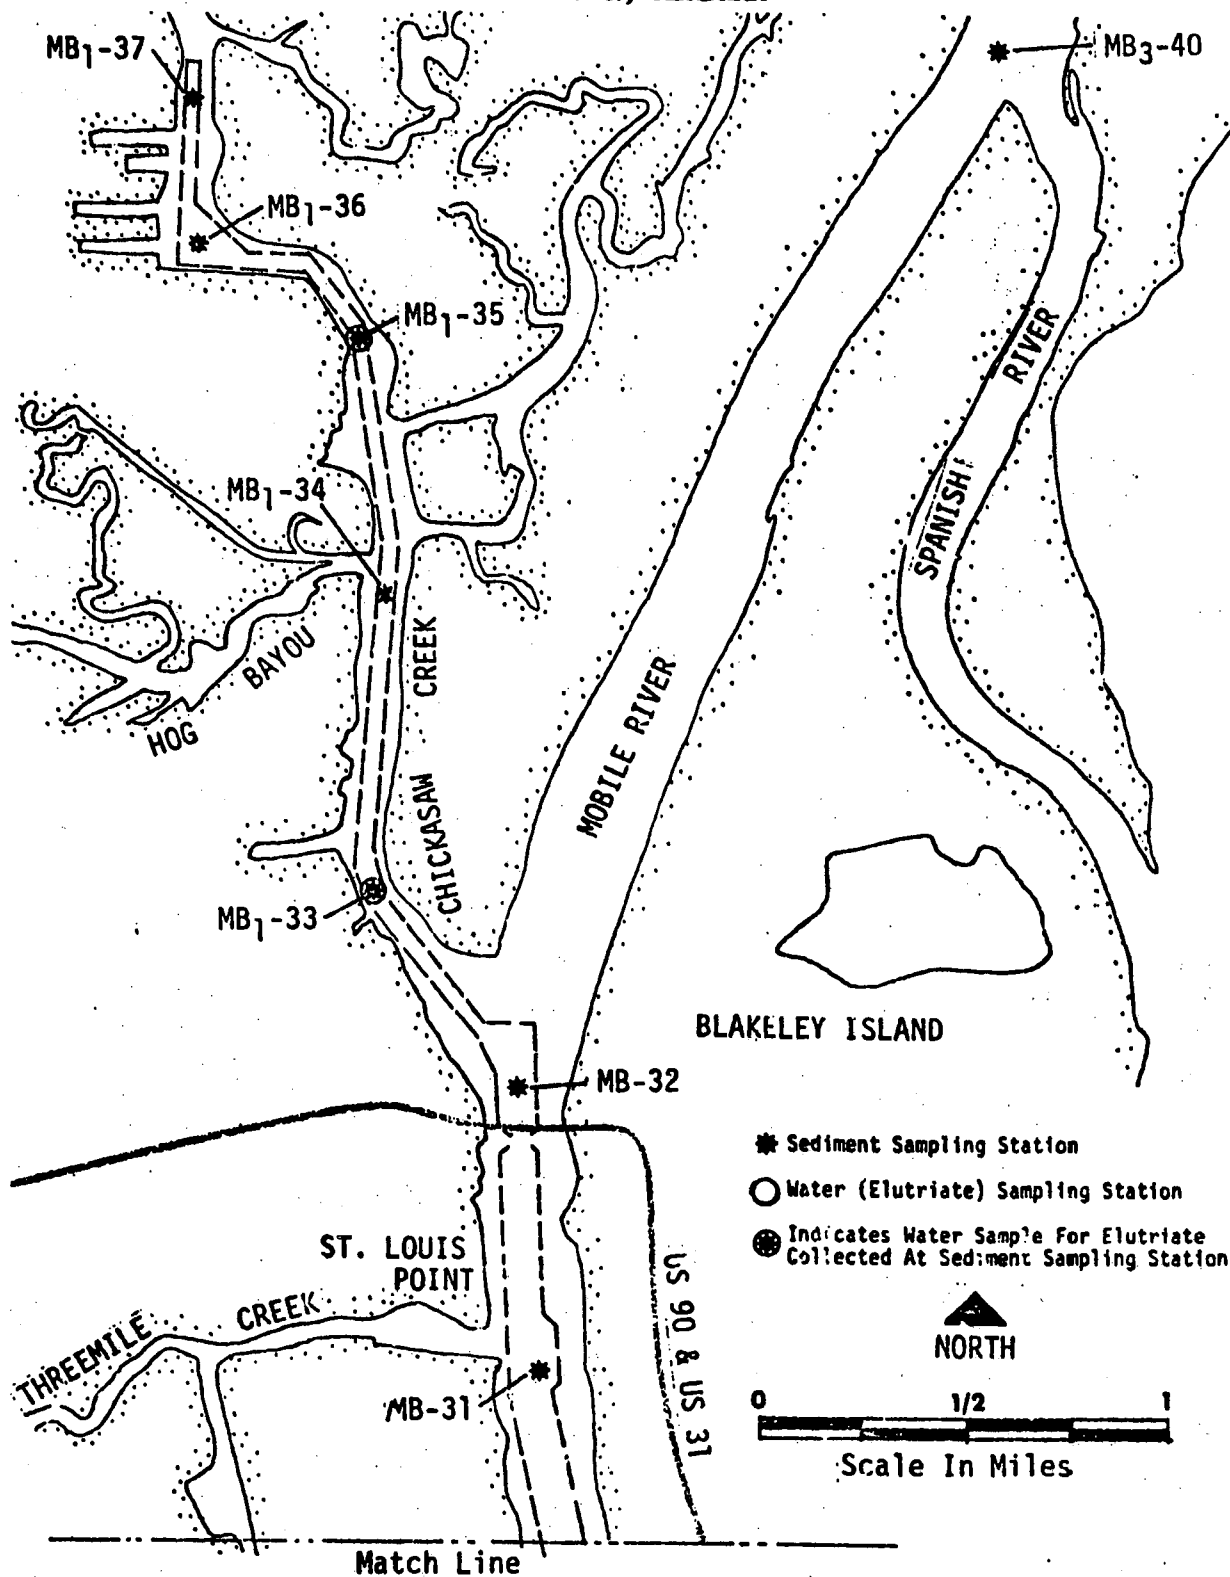 MB1-37
MB3-40
MB1-36
MB1-35
RIVER
SPANISH
MB1-34
HOG
BAYOU
CREEK
CHICKASAW
MOBILE RIVER
MB1-33
BLAKELEY ISLAND
MB-32
Sediment Sampling Station
Water (Elutriate) Sampling Station
Indicates Water Sample For Elutriate
Collected At Sediment Sampling Station
ST. LOUIS
POINT
THREEMILE
CREEK
US 90 & US 31
NORTH
MB-31
0 1/2 1
Scale In Miles
Match Line